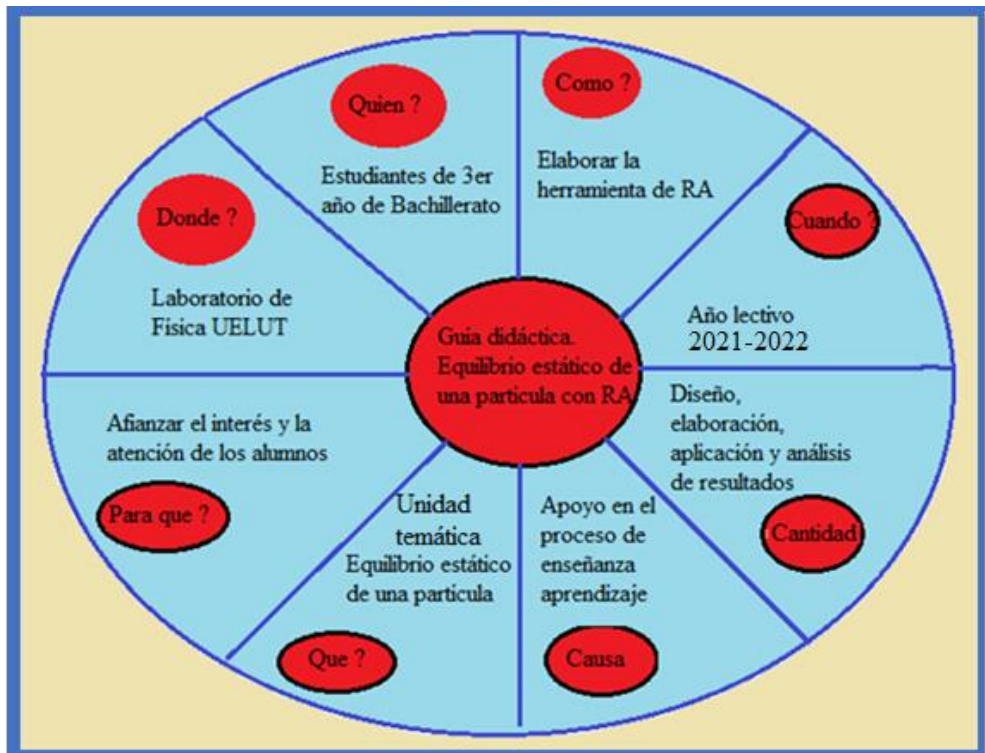 Quien ?
Estudiantes de 3er
año de Bachillerato
Como ?
Elaborar la
herramienta de RA
Cuando ?
Año lectivo
2021-2022
Donde ?
Laboratorio de
Fisica UELUT
Guia didáctica.
Equilibrio estático de
una particula con RA
Diseño,
elaboración,
aplicación y análisis
de resultados
Cantidad
Afianzar el interés y la
atención de los alumnos
Para que ?
Unidad
temática
Equilibrio estático
de una particula
Que ?
Apoyo en el
proceso de
enseñanza
aprendizaje
Causa